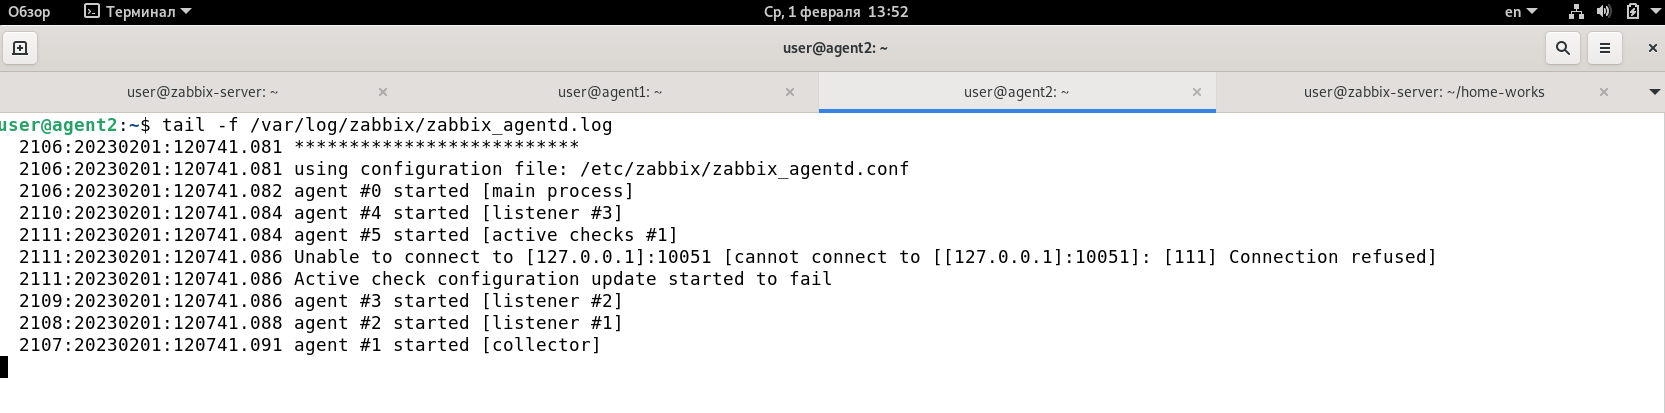 Обзор Терминал Ср, 1 февраля 13:52 en
user@agent2: ~
user@zabbix-server: ~ user@agent1: ~ user@agent2: ~ user@zabbix-server: ~/home-works
user@agent2:~$ tail -f /var/log/zabbix/zabbix_agentd.log
2106:20230201:120741.081 **************************
2106:20230201:120741.081 using configuration file: /etc/zabbix/zabbix_agentd.conf
2106:20230201:120741.082 agent #0 started [main process]
2110:20230201:120741.084 agent #4 started [listener #3]
2111:20230201:120741.084 agent #5 started [active checks #1]
2111:20230201:120741.086 Unable to connect to [127.0.0.1]:10051 [cannot connect to [[127.0.0.1]:10051]: [111] Connection refused]
2111:20230201:120741.086 Active check configuration update started to fail
2109:20230201:120741.086 agent #3 started [listener #2]
2108:20230201:120741.088 agent #2 started [listener #1]
2107:20230201:120741.091 agent #1 started [collector]